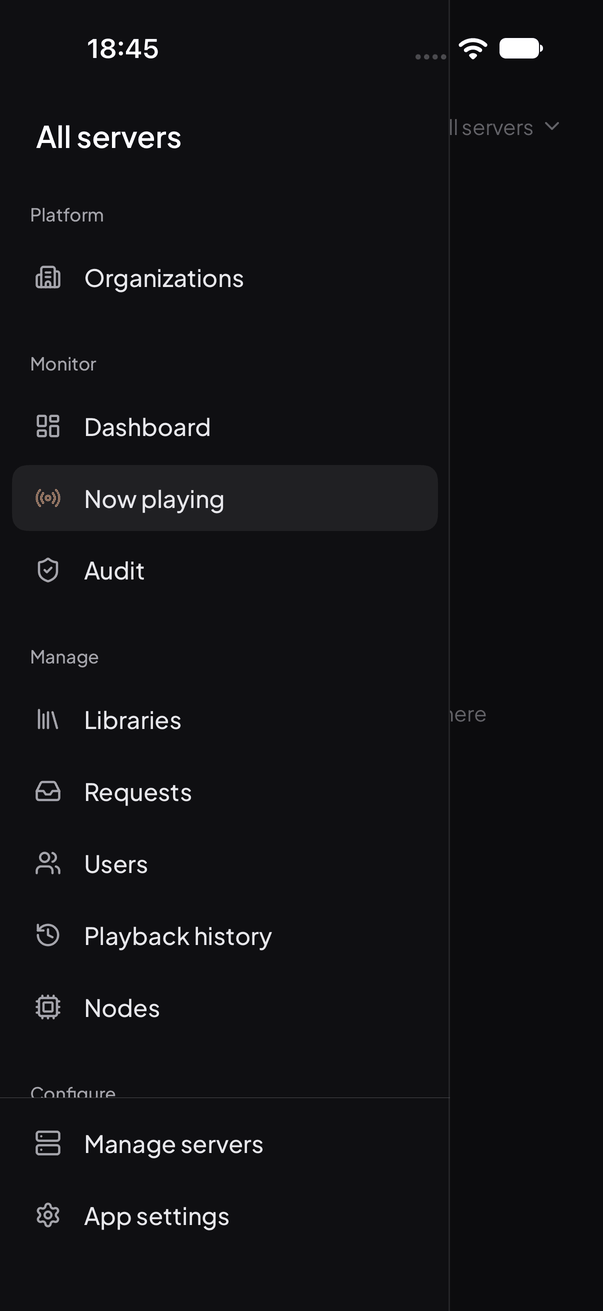 18:45
All servers
ll servers
Platform
Organizations
Monitor
Dashboard
Now playing
Audit
Manage
Libraries
here
Requests
Users
Playback history
Nodes
Configure
Manage servers
App settings